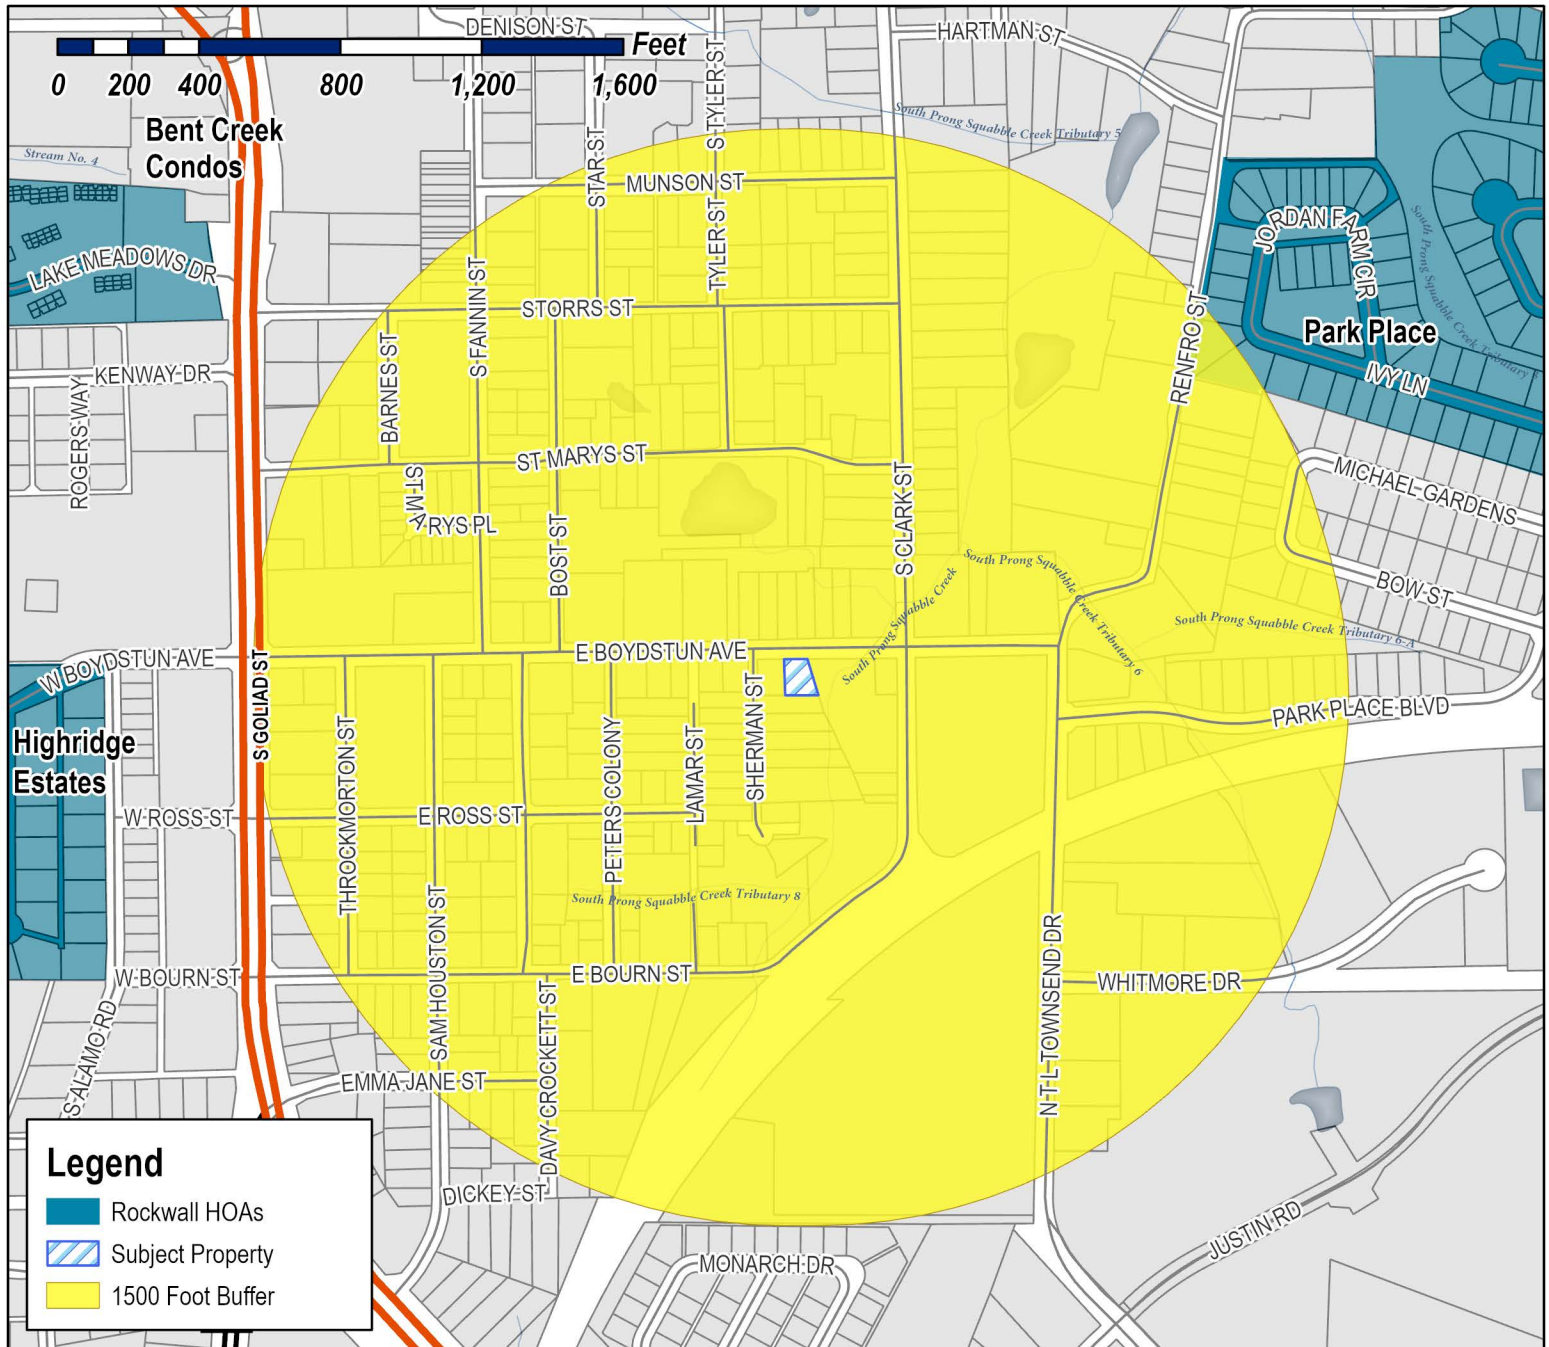 DENISON ST
Feet
0 200 400 800 1,200 1,600
HARTMAN ST
S TYLER ST
Bent Creek
Condos
Stream No. 4
South Prong Squabble Creek Tributary 5
STAR ST
MUNSON ST
TYLER ST
LAKE MEADOWS DR
JORDAN FARM CIR
South Prong Squabble Creek Tributary
S FANNIN ST
STORRS ST
RENFRO ST
Park Place
BARNES ST
KENWAY DR
IVY LN
ROGERS WAY
ST MARYS ST
ST MARYS PL
S CLARK ST
MICHAEL GARDENS
BOST ST
South Prong Squabble Creek
South Prong Squabble Creek Tributary 6
BOW ST
South Prong Squabble Creek Tributary 6-A
W BOYDSTUN AVE
E BOYDSTUN AVE
S GOLIAD ST
SHERMAN ST
PARK PLACE BLVD
Highridge
Estates
THROCKMORTON ST
PETERS COLONY
LAMAR ST
W ROSS ST
E ROSS ST
South Prong Squabble Creek Tributary 8
SAM HOUSTON ST
W BOURN ST
E BOURN ST
N T L TOWNSEND DR
WHITMORE DR
S ALAMO RD
DAVY CROCKETT ST
EMMA JANE ST
DICKEY ST
JUSTIN RD
MONARCH DR
Legend
Rockwall HOAs
Subject Property
1500 Foot Buffer